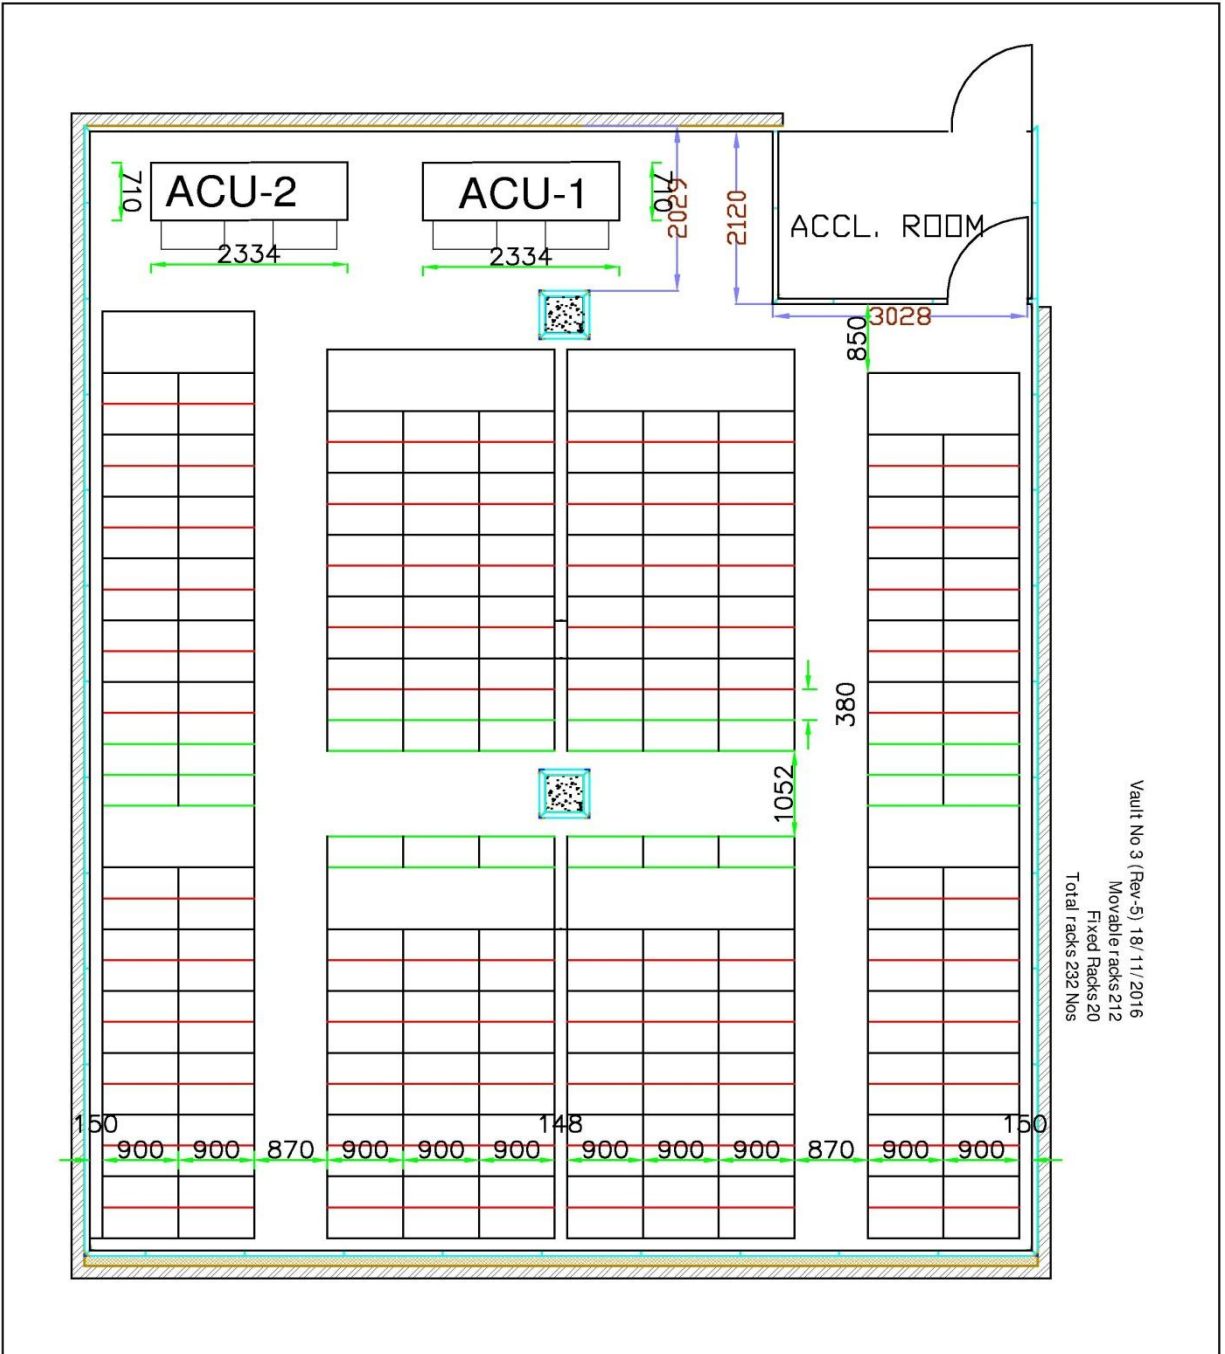 710
ACU-2
2334
ACU-1
2334
710
2029
2120
ACCL. ROOM
3028
850
380
1052
Vault No 3 (Rev-5) 18/11/2016
Movable racks 212
Fixed Racks 20
Total racks 232 Nos
150
148
150
900 900 870 900 900 900 900 900 900 870 900 900